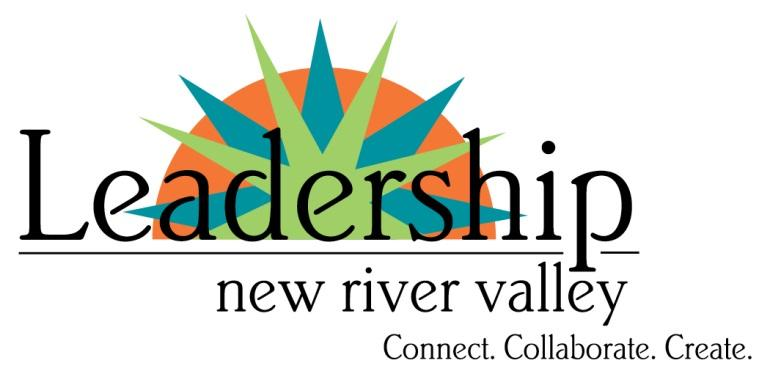 Leadership
new river valley
Connect. Collaborate. Create.